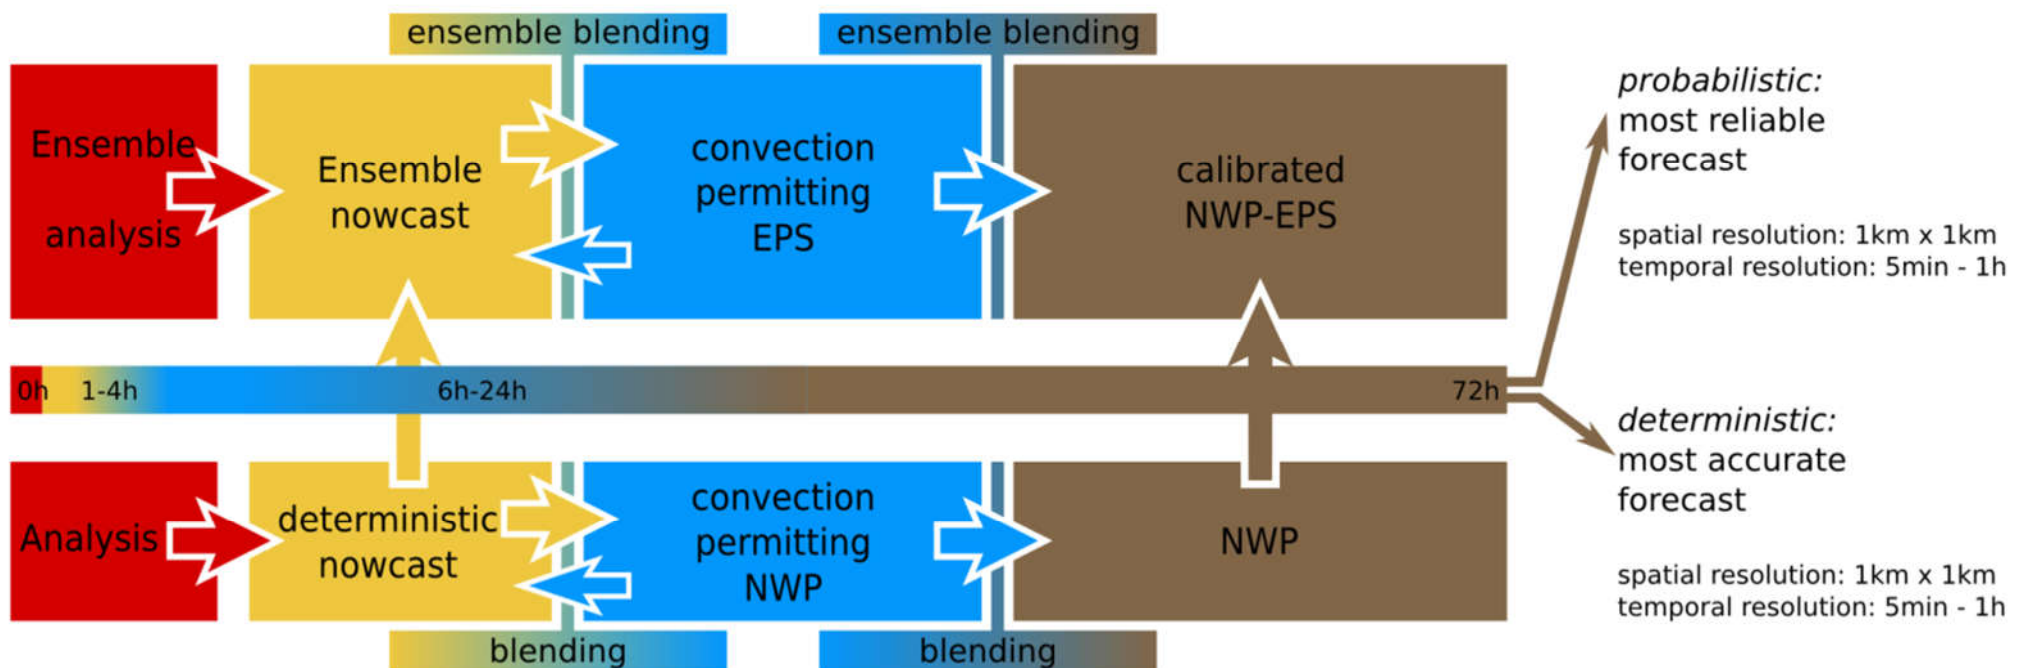 ensemble blending
ensemble blending
Ensemble
analysis
Ensemble
nowcast
convection
permitting
EPS
calibrated
NWP-EPS
probabilistic:
most reliable
forecast
spatial resolution: 1km x 1km
temporal resolution: 5min - 1h
0h
1-4h
6h-24h
72h
Analysis
deterministic
nowcast
convection
permitting
NWP
NWP
deterministic:
most accurate
forecast
spatial resolution: 1km x 1km
temporal resolution: 5min - 1h
blending
blending